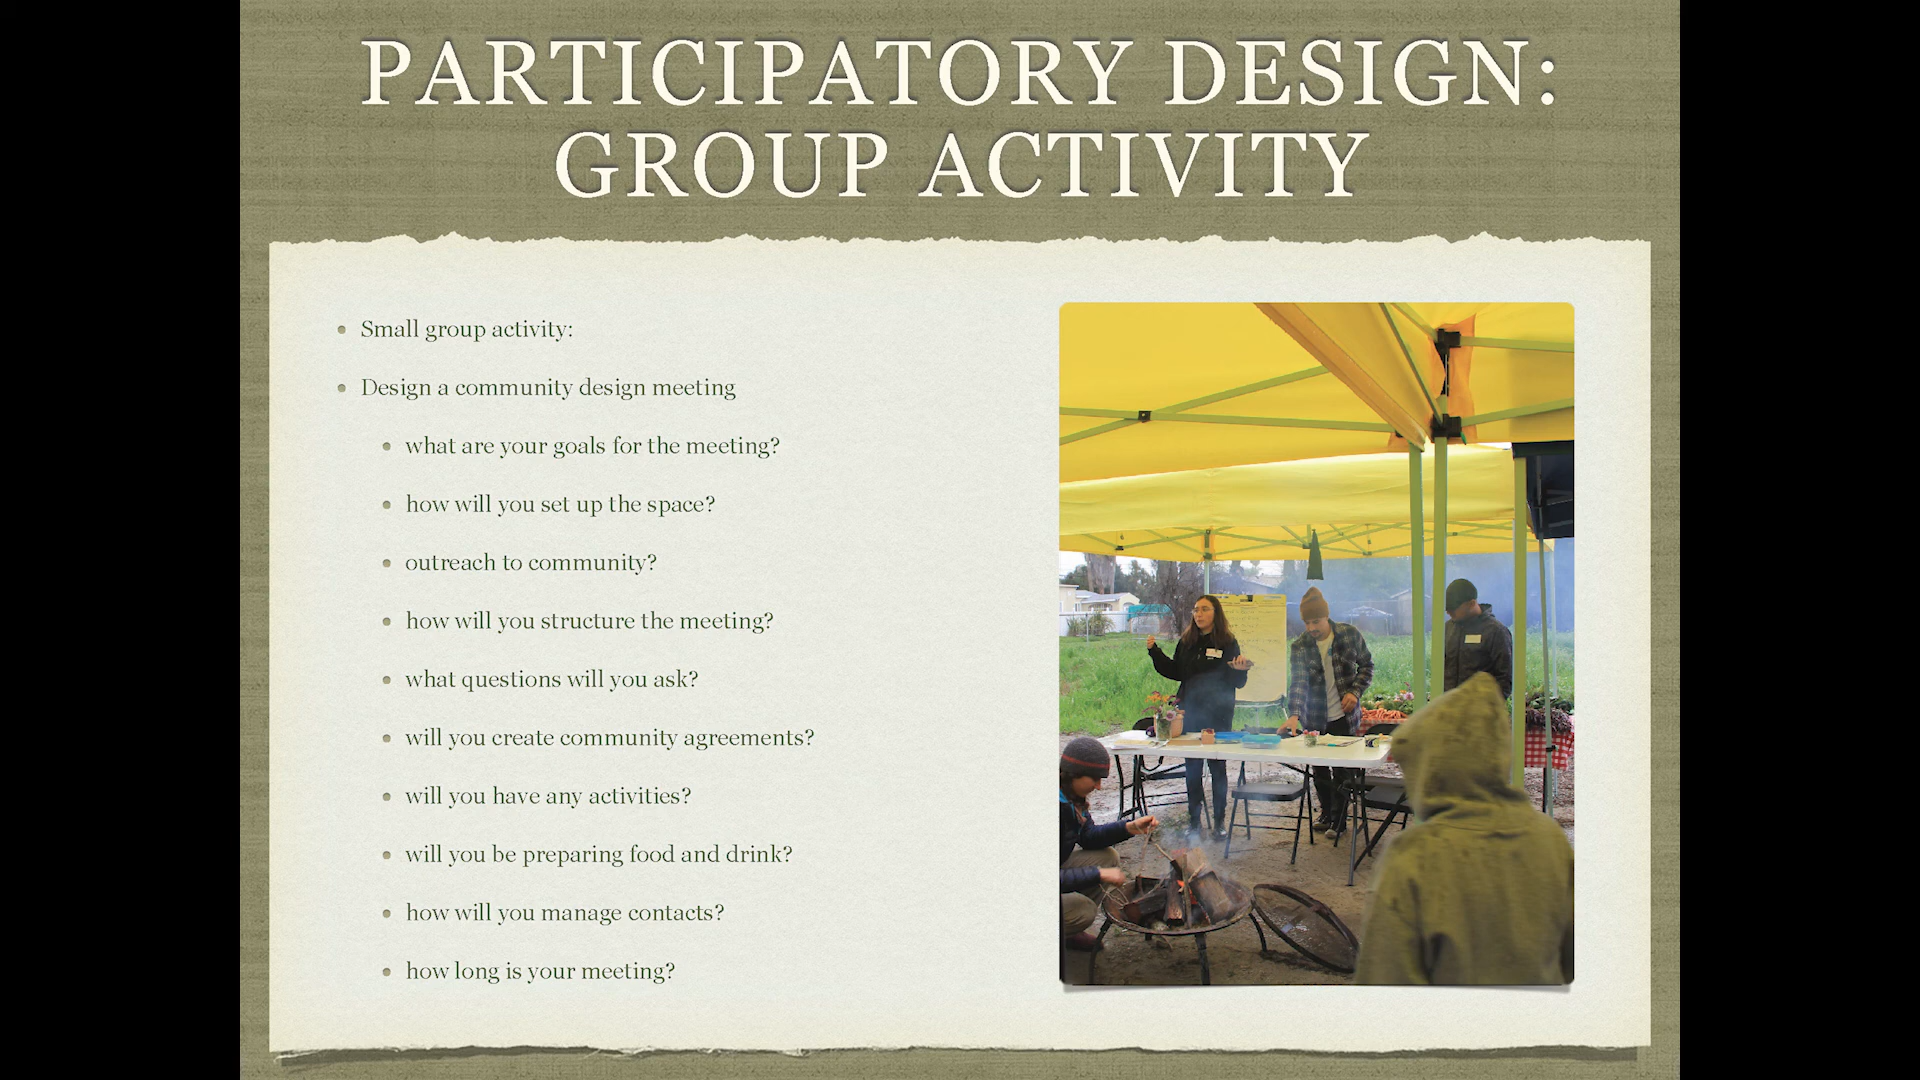 PARTICIPATORY DESIGN:
GROUP ACTIVITY
Small group activity:
Design a community design meeting
what are your goals for the meeting?
how will you set up the space?
outreach to community?
how will you structure the meeting?
what questions will you ask?
will you create community agreements?
will you have any activities?
will you be preparing food and drink?
how will you manage contacts?
how long is your meeting?